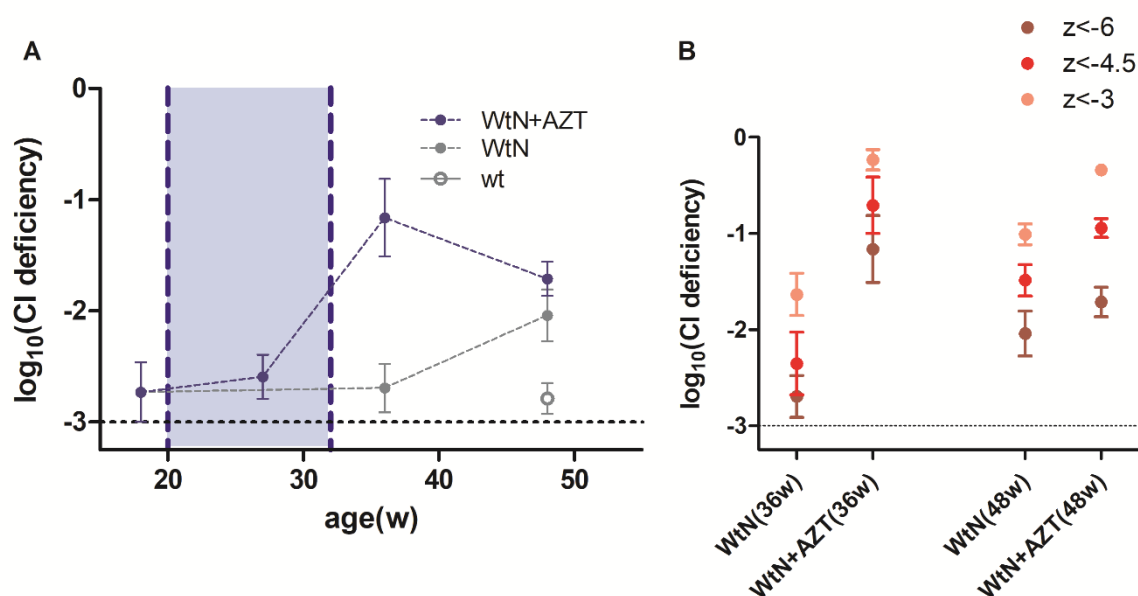 A
log10(CI deficiency)
0
-1
-2
-3
20
30
40
50
age(w)
WtN+AZT
WtN
wt
B
z<-6
z<-4.5
z<-3
log10(CI deficiency)
-0
-1
-2
-3
WtN(36w)
WtN+AZT(36w)
WtN(48w)
WtN+AZT(48w)